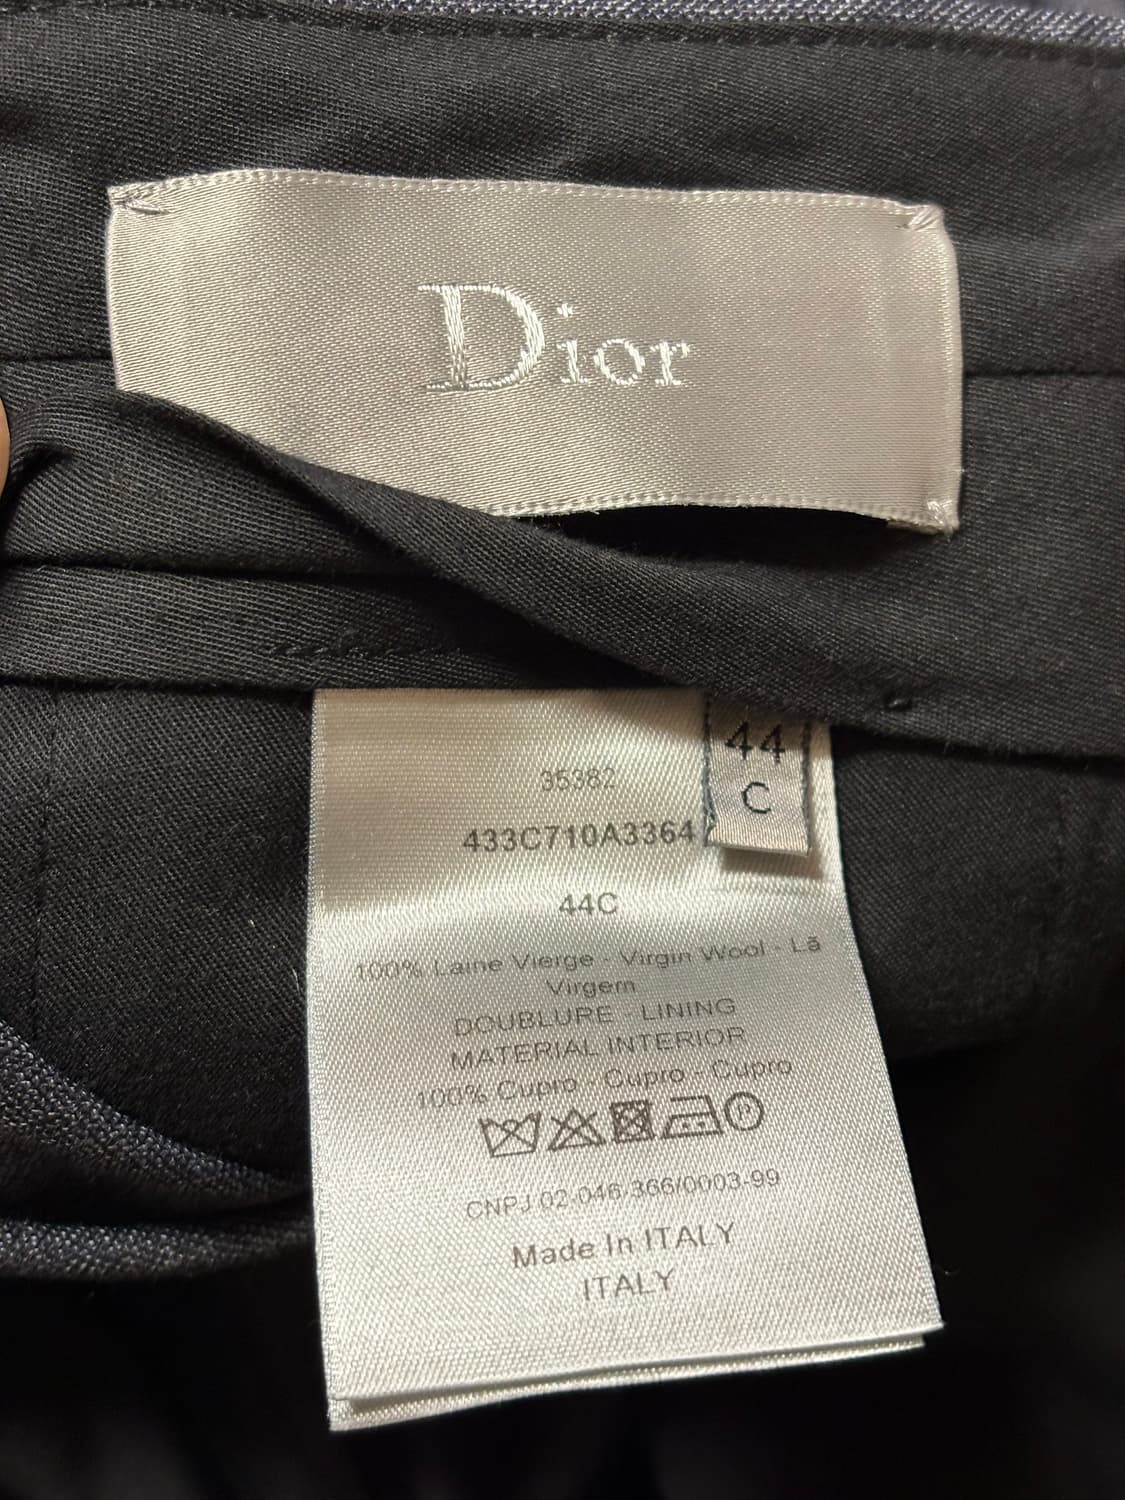 Dior
44
C
35382
433C710A3364
44C
100% Laine Vierge - Virgin Wool - Lã
Virgem
DOUBLURE - LINING
MATERIAL INTERIOR
100% Cupro - Cupro - Cupro
CNPJ 02-046-366/0003-99
Made In ITALY
ITALY